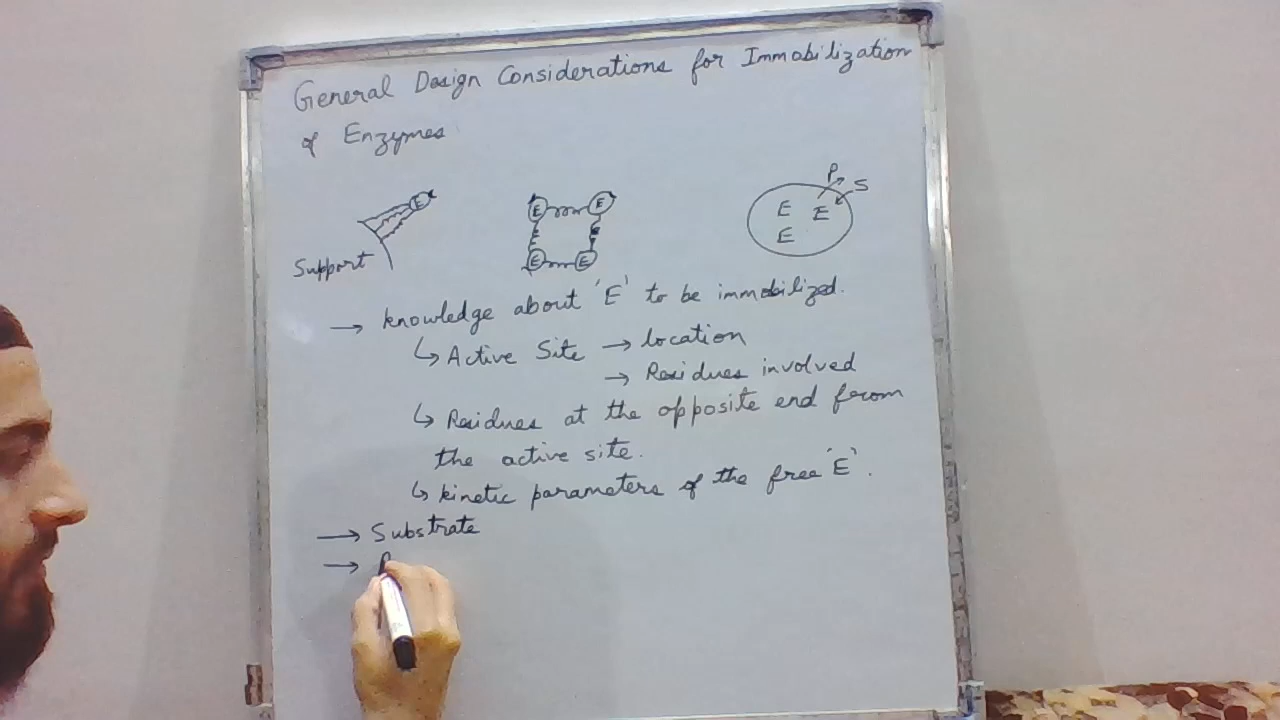 General Design Considerations for Immobilization
of Enzymes
P
S
E
E E
E E
E E
E
Support
→ knowledge about 'E' to be immobilized.
↳ Active Site → location
→ Residues involved
↳ Residues at the opposite end from
the active site.
↳ kinetic parameters of the free 'E'.
→ Substrate
→